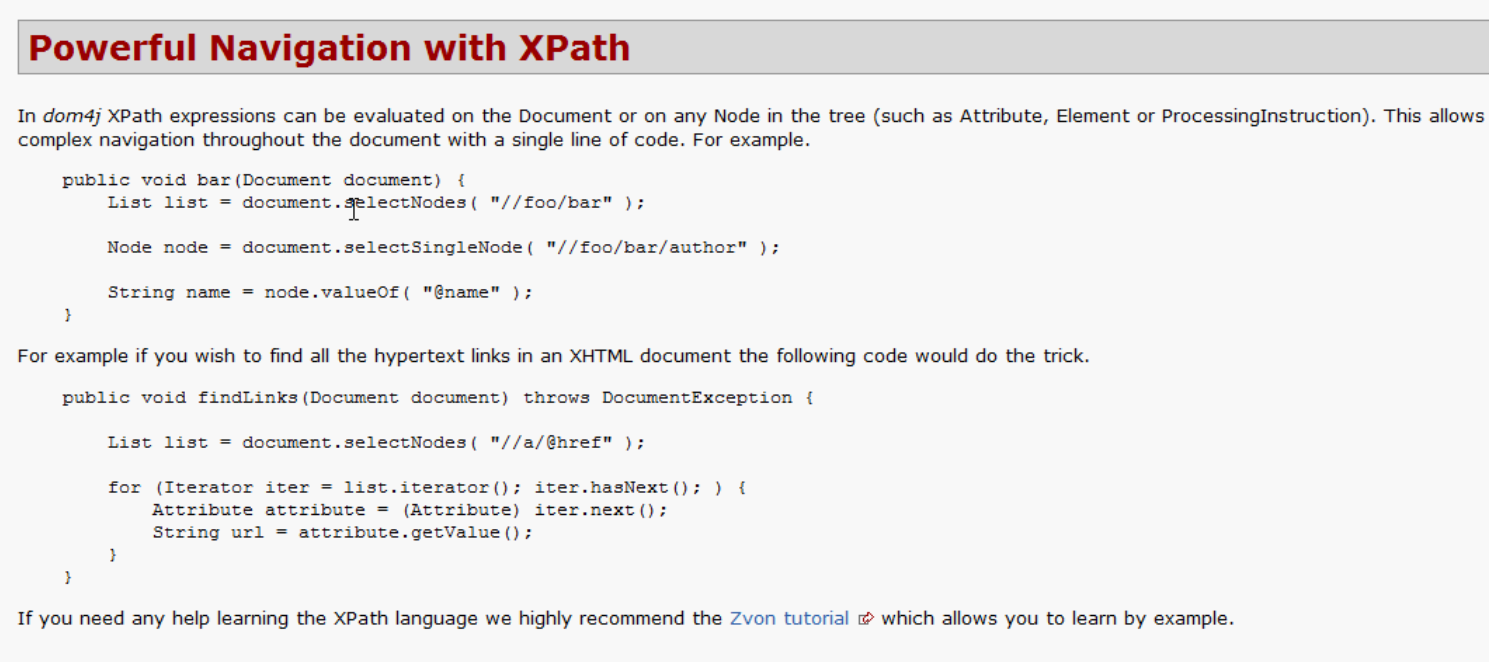 Powerful Navigation with XPath
In dom4j XPath expressions can be evaluated on the Document or on any Node in the tree (such as Attribute, Element or ProcessingInstruction). This allows
complex navigation throughout the document with a single line of code. For example.
public void bar(Document document) {
List list = document.selectNodes( "//foo/bar" );
Node node = document.selectSingleNode( "//foo/bar/author" );
String name = node.valueOf( "@name" );
}
For example if you wish to find all the hypertext links in an XHTML document the following code would do the trick.
public void findLinks(Document document) throws DocumentException {
List list = document.selectNodes( "//a/@href" );
for (Iterator iter = list.iterator(); iter.hasNext(); ) {
Attribute attribute = (Attribute) iter.next();
String url = attribute.getValue();
}
}
If you need any help learning the XPath language we highly recommend the Zvon tutorial which allows you to learn by example.